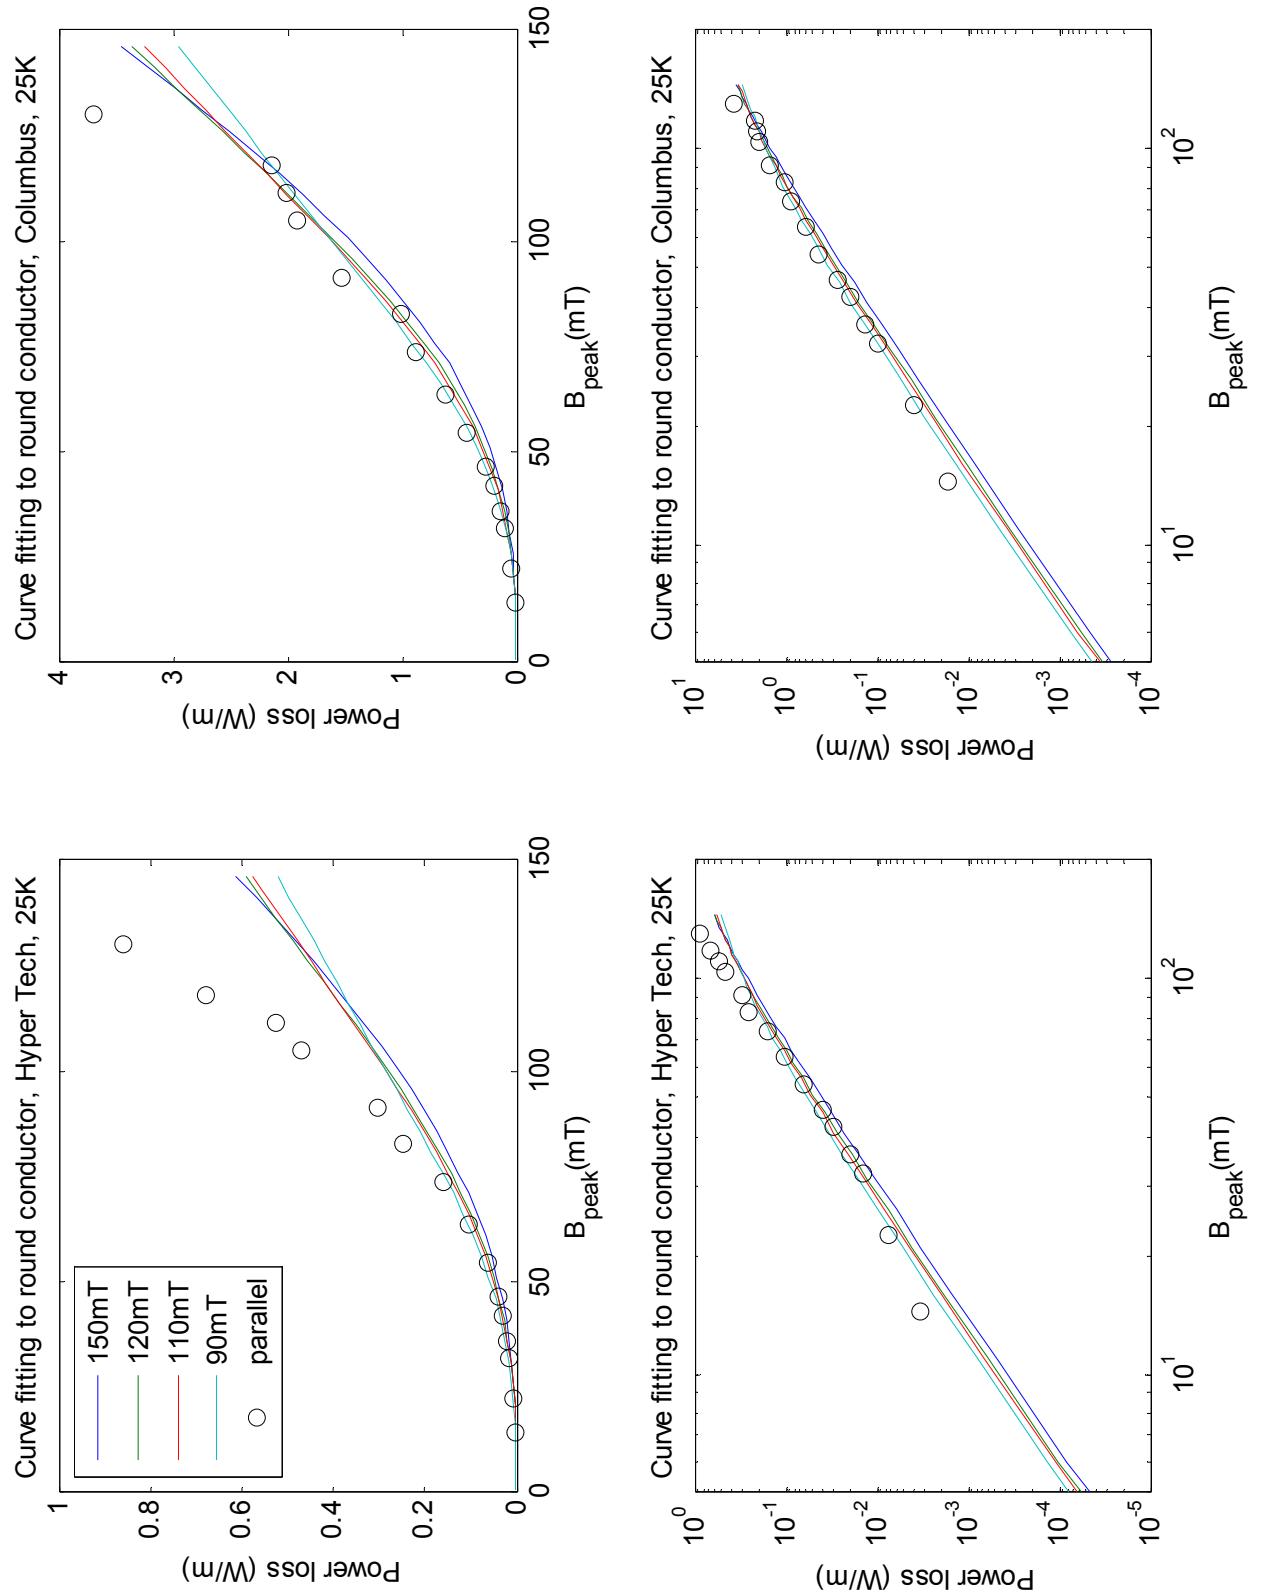 Curve fitting to round conductor, Hyper Tech, 25K
1
0.8
0.6
0.4
0.2
0
Power loss (W/m)
150mT
120mT
110mT
90mT
parallel
0
50
100
150
B_peak(mT)
Curve fitting to round conductor, Columbus, 25K
4
3
2
1
0
Power loss (W/m)
0
50
100
150
B_peak(mT)
Curve fitting to round conductor, Hyper Tech, 25K
10^0
10^-1
10^-2
10^-3
10^-4
10^-5
Power loss (W/m)
10^1
10^2
B_peak(mT)
Curve fitting to round conductor, Columbus, 25K
10^1
10^0
10^-1
10^-2
10^-3
10^-4
Power loss (W/m)
10^1
10^2
B_peak(mT)